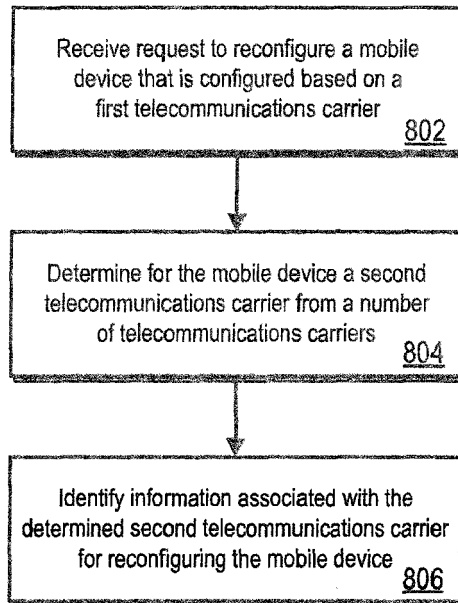 Receive request to reconfigure a mobile
device that is configured based on a
first telecommunications carrier
802
Determine for the mobile device a second
telecommunications carrier from a number
of telecommunications carriers
804
Identify information associated with the
determined second telecommunications carrier
for reconfiguring the mobile device
806